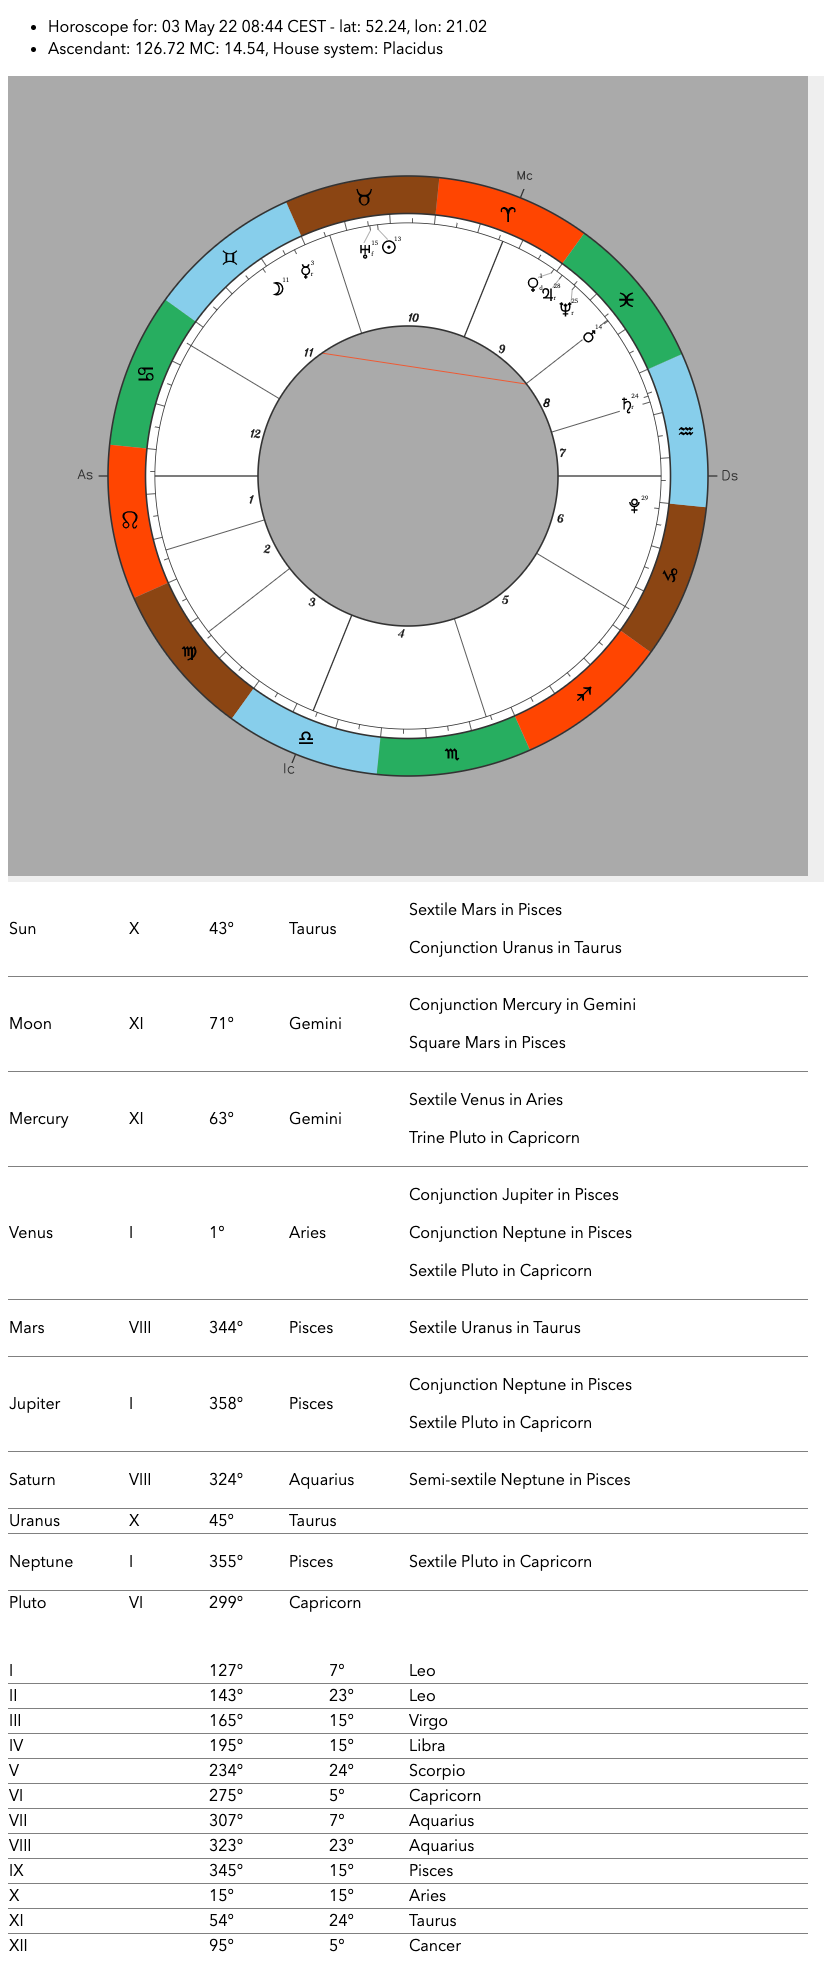 Horoscope for: 03 May 22 08:44 CEST - lat: 52.24, lon: 21.02
Ascendant: 126.72 MC: 14.54, House system: Placidus
Mc
♉ ♈
♊ ♓
♅ 15 r ☉ 13
☿ 3 r ☽ 11
♀ 1 ♃ 28 r ♆ 25 r
♂ 14
10
9
11
♋
8
♄ 24 r
12
♒
7
As Ds
1
6
♇ 29
♌
2
♑
3 5
4
♍
♐
♎ ♏
Ic
Sun X 43° Taurus Sextile Mars in Pisces
Conjunction Uranus in Taurus
Moon XI 71° Gemini Conjunction Mercury in Gemini
Square Mars in Pisces
Mercury XI 63° Gemini Sextile Venus in Aries
Trine Pluto in Capricorn
Venus I 1° Aries Conjunction Jupiter in Pisces
Conjunction Neptune in Pisces
Sextile Pluto in Capricorn
Mars VIII 344° Pisces Sextile Uranus in Taurus
Jupiter I 358° Pisces Conjunction Neptune in Pisces
Sextile Pluto in Capricorn
Saturn VIII 324° Aquarius Semi-sextile Neptune in Pisces
Uranus X 45° Taurus
Neptune I 355° Pisces Sextile Pluto in Capricorn
Pluto VI 299° Capricorn
I 127° 7° Leo
II 143° 23° Leo
III 165° 15° Virgo
IV 195° 15° Libra
V 234° 24° Scorpio
VI 275° 5° Capricorn
VII 307° 7° Aquarius
VIII 323° 23° Aquarius
IX 345° 15° Pisces
X 15° 15° Aries
XI 54° 24° Taurus
XII 95° 5° Cancer